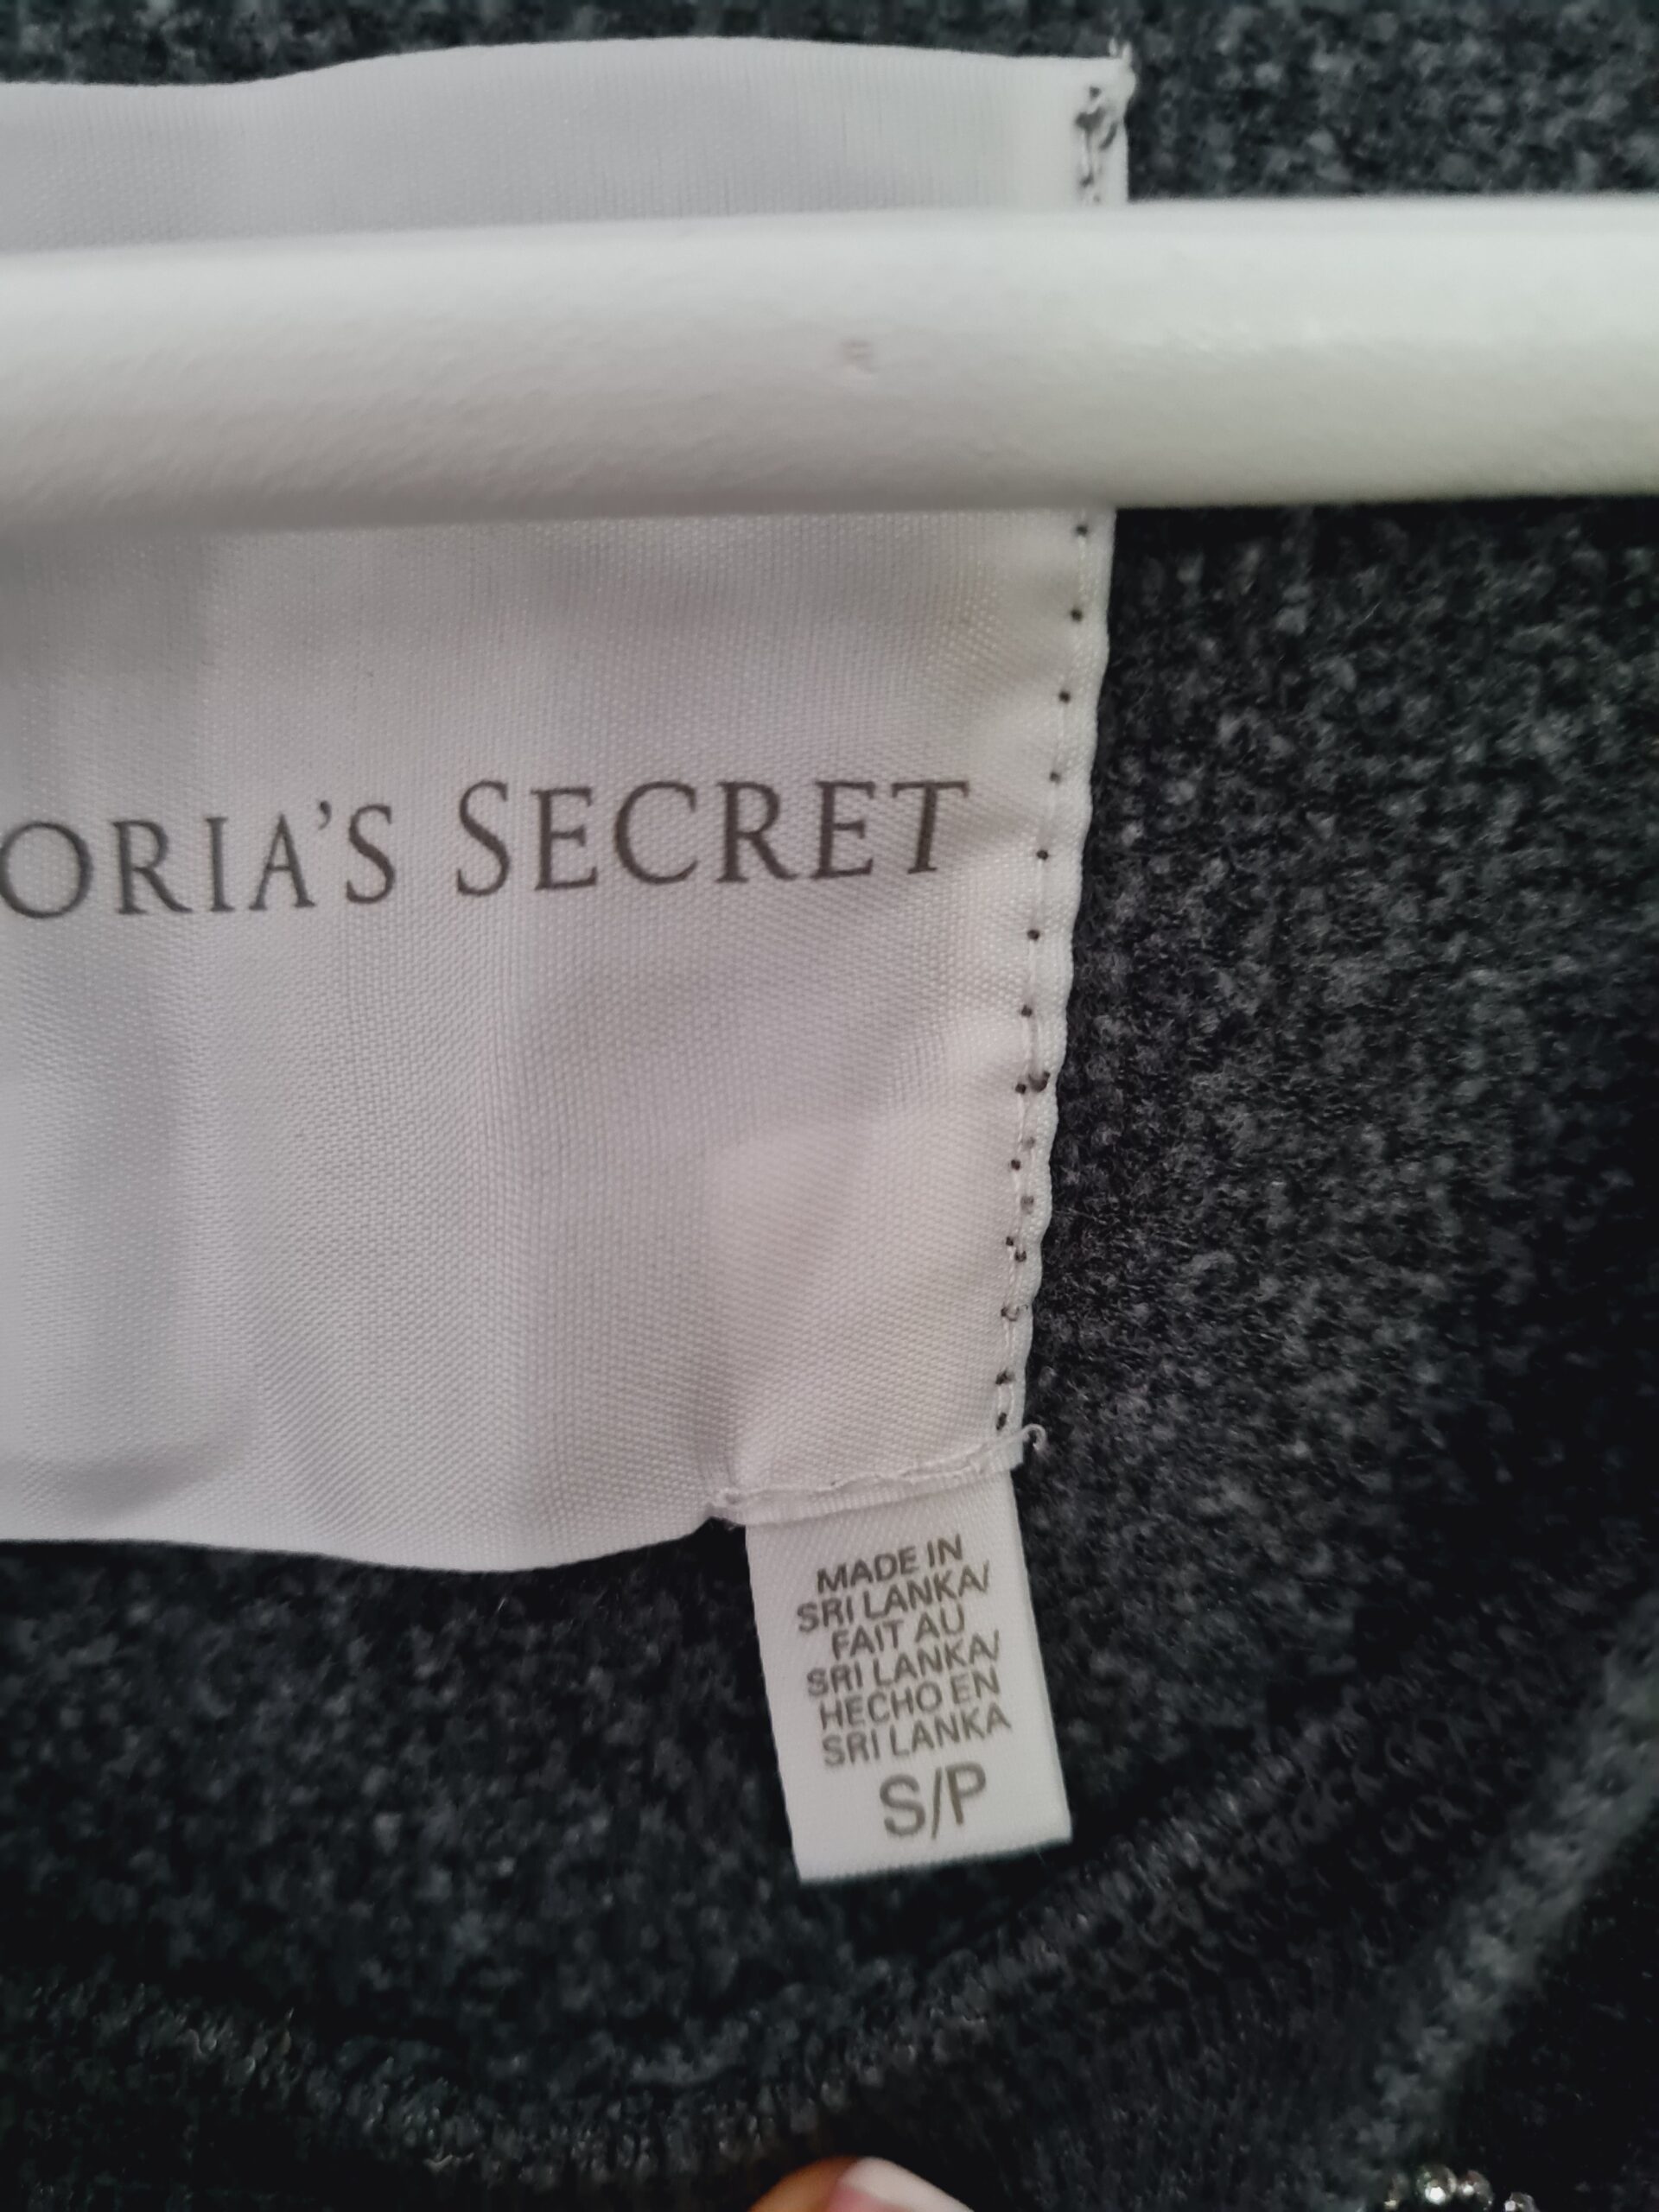 ORIA'S SECRET
MADE IN
SRI LANKA/
FAIT AU
SRI LANKA/
HECHO EN
SRI LANKA
S/P